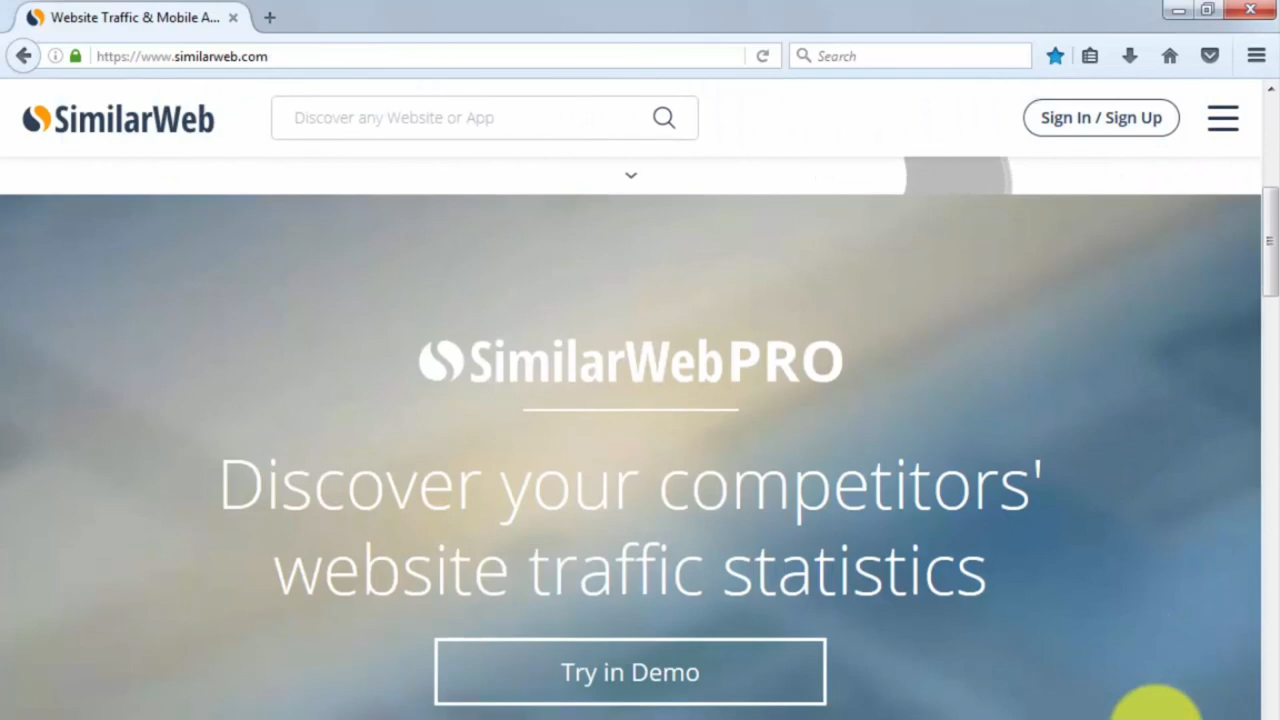 Website Traffic & Mobile A...
https://www.similarweb.com
Search
SimilarWeb
Discover any Website or App
Sign In / Sign Up
SimilarWebPRO
Discover your competitors'
website traffic statistics
Try in Demo